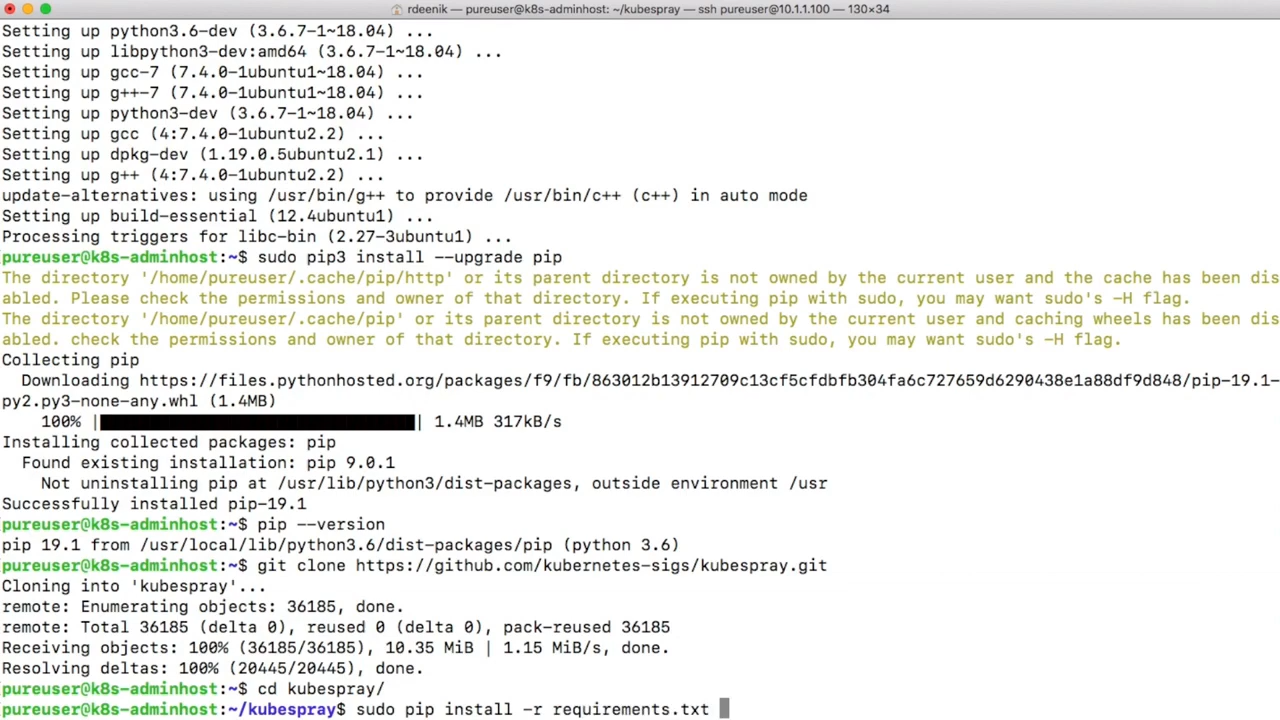 rdeenik — pureuser@k8s-adminhost: ~/kubespray — ssh pureuser@10.1.1.100 — 130×34
Setting up python3.6-dev (3.6.7-1~18.04) ...
Setting up libpython3-dev:amd64 (3.6.7-1~18.04) ...
Setting up gcc-7 (7.4.0-1ubuntu1~18.04) ...
Setting up g++-7 (7.4.0-1ubuntu1~18.04) ...
Setting up python3-dev (3.6.7-1~18.04) ...
Setting up gcc (4:7.4.0-1ubuntu2.2) ...
Setting up dpkg-dev (1.19.0.5ubuntu2.1) ...
Setting up g++ (4:7.4.0-1ubuntu2.2) ...
update-alternatives: using /usr/bin/g++ to provide /usr/bin/c++ (c++) in auto mode
Setting up build-essential (12.4ubuntu1) ...
Processing triggers for libc-bin (2.27-3ubuntu1) ...
pureuser@k8s-adminhost:~$ sudo pip3 install --upgrade pip
The directory '/home/pureuser/.cache/pip/http' or its parent directory is not owned by the current user and the cache has been dis
abled. Please check the permissions and owner of that directory. If executing pip with sudo, you may want sudo's -H flag.
The directory '/home/pureuser/.cache/pip' or its parent directory is not owned by the current user and caching wheels has been dis
abled. check the permissions and owner of that directory. If executing pip with sudo, you may want sudo's -H flag.
Collecting pip
  Downloading https://files.pythonhosted.org/packages/f9/fb/863012b13912709c13cf5cfdbfb304fa6c727659d6290438e1a88df9d848/pip-19.1-
py2.py3-none-any.whl (1.4MB)
    100% |████████████████████████████████| 1.4MB 317kB/s
Installing collected packages: pip
  Found existing installation: pip 9.0.1
    Not uninstalling pip at /usr/lib/python3/dist-packages, outside environment /usr
Successfully installed pip-19.1
pureuser@k8s-adminhost:~$ pip --version
pip 19.1 from /usr/local/lib/python3.6/dist-packages/pip (python 3.6)
pureuser@k8s-adminhost:~$ git clone https://github.com/kubernetes-sigs/kubespray.git
Cloning into 'kubespray'...
remote: Enumerating objects: 36185, done.
remote: Total 36185 (delta 0), reused 0 (delta 0), pack-reused 36185
Receiving objects: 100% (36185/36185), 10.35 MiB | 1.15 MiB/s, done.
Resolving deltas: 100% (20445/20445), done.
pureuser@k8s-adminhost:~$ cd kubespray/
pureuser@k8s-adminhost:~/kubespray$ sudo pip install -r requirements.txt